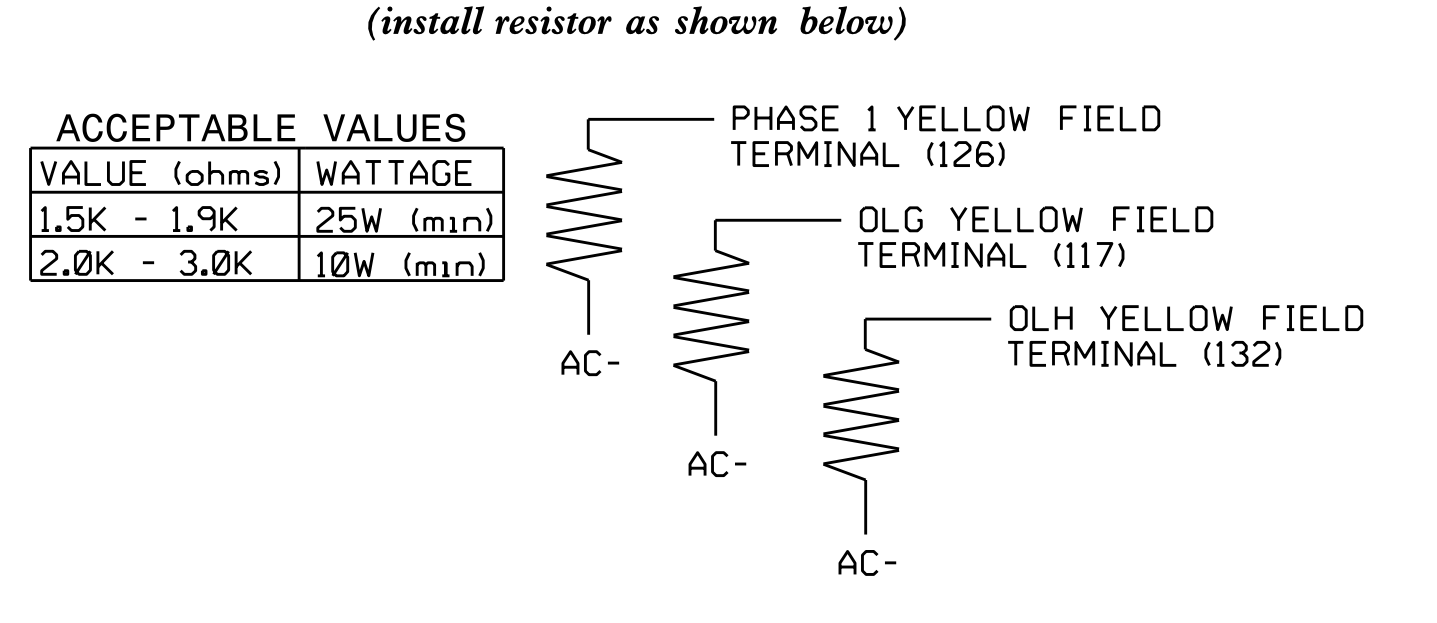 (install resistor as shown below)
ACCEPTABLE VALUES
VALUE (ohms) WATTAGE
1.5K - 1.9K 25W (min)
2.0K - 3.0K 10W (min)
PHASE 1 YELLOW FIELD
TERMINAL (126)
AC-
OLG YELLOW FIELD
TERMINAL (117)
AC-
OLH YELLOW FIELD
TERMINAL (132)
AC-